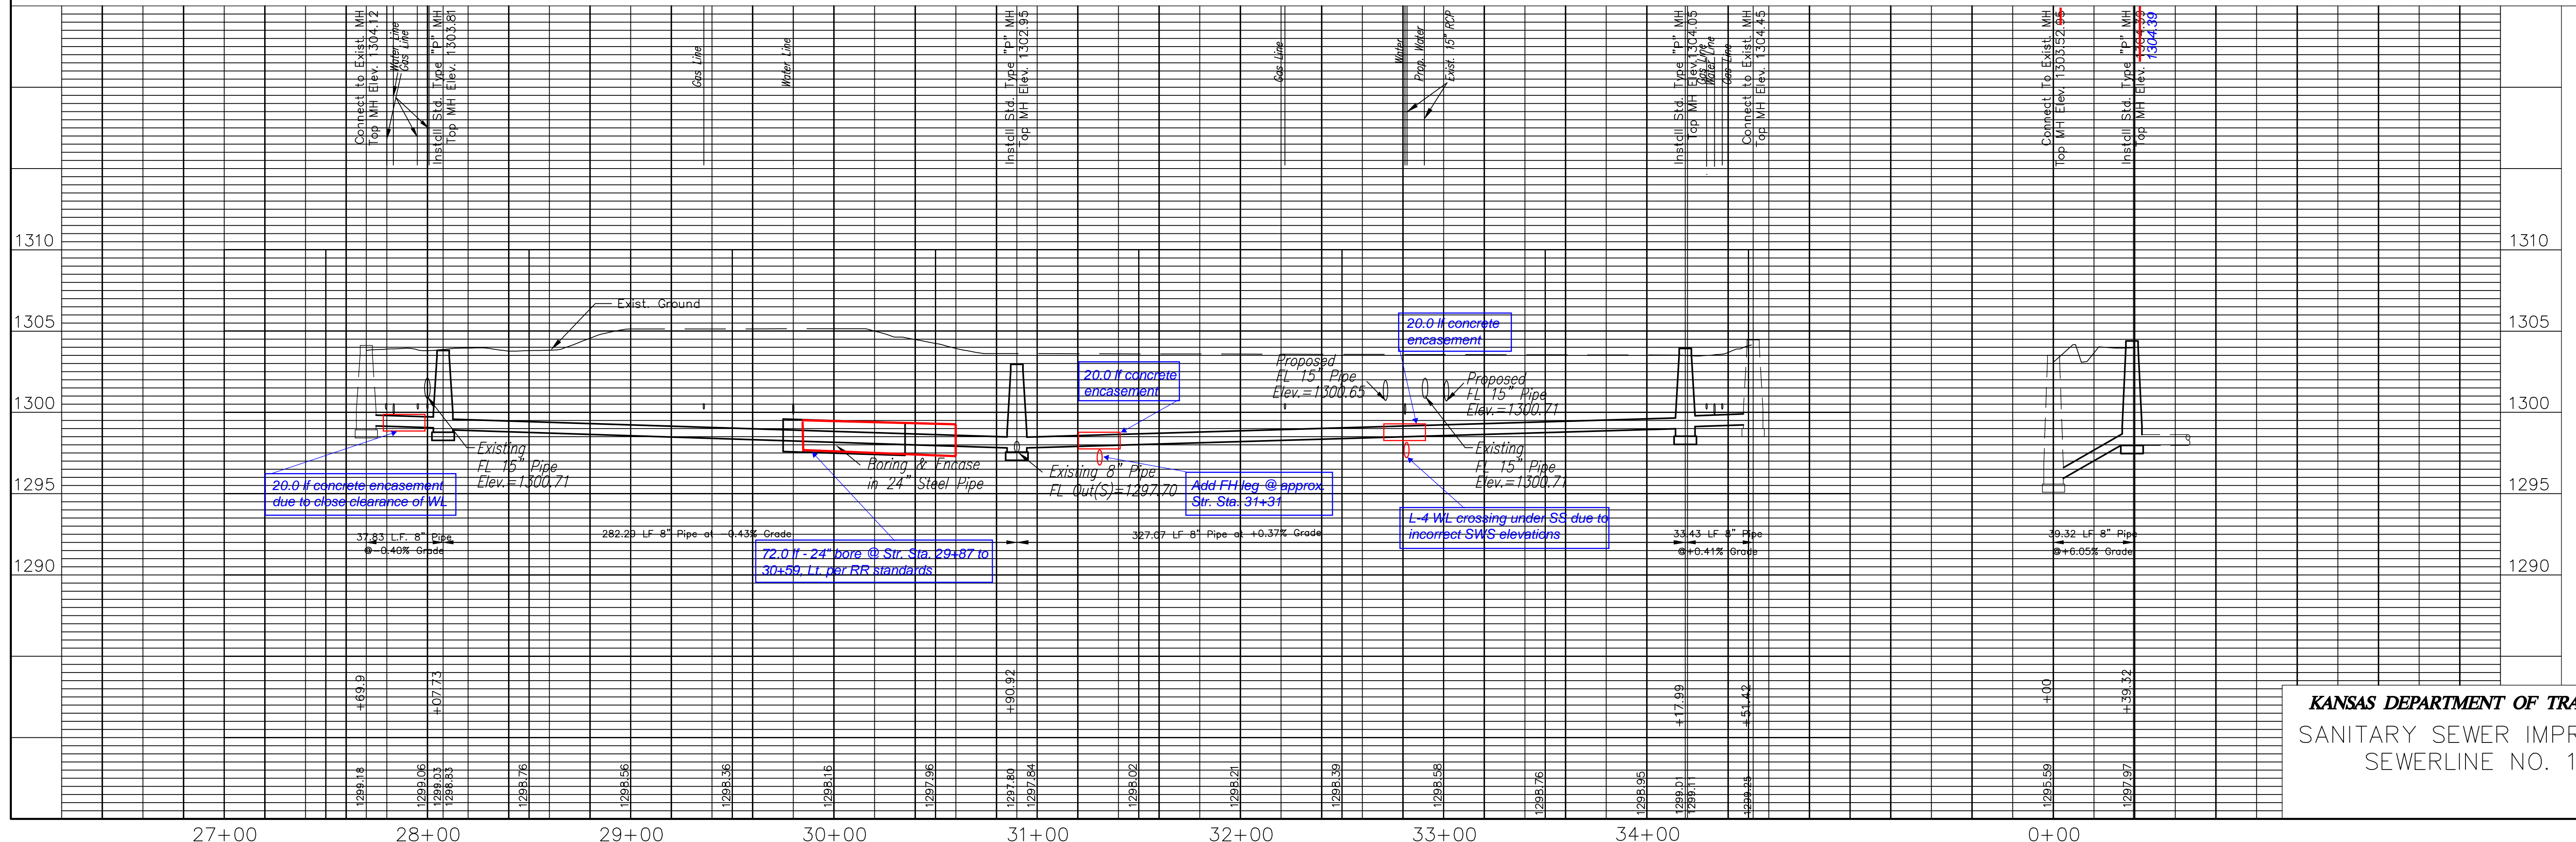 Connect to Exist. MH
Top MH Elev. 1304.12
Water Line
Gas Line
Install Std. Type "P" MH
Top MH Elev. 1303.81
Gas Line
Water Line
Install Std. Type "P" MH
Top MH Elev. 1302.95
Gas Line
Water
Prop. Water
Exist. 15" RCP
Install Std. Type "P" MH
Top MH Elev. 1304.05
Gas Line
Water Line
Gas Line
Connect to Exist. MH
Top MH Elev. 1304.45
Connect To Exist. MH
Top MH Elev. 1303.52
Install Std. Type "P" MH
Top MH Elev.
1304.39
1310
1310
Exist. Ground
1305
1305
20.0 lf concrete
encasement
Proposed
FL 15" Pipe
Elev.=1300.65
Proposed
FL 15" Pipe
Elev.=1300.71
20.0 lf concrete
encasement
1300
1300
Existing
FL 15" Pipe
Elev.=1300.71
Boring & Encase
in 24" Steel Pipe
Existing 8" Pipe
FL Out(S)=1297.70
Existing
FL 15" Pipe
Elev.=1300.71
20.0 lf concrete encasement
due to close clearance of WL
Add FH leg @ approx.
Str. Sta. 31+31
1295
1295
L-4 WL crossing under SS due to
incorrect SWS elevations
37.83 L.F. 8" Pipe
@-0.40% Grade
282.29 LF 8" Pipe at -0.43% Grade
327.07 LF 8" Pipe at +0.37% Grade
33.43 LF 8" Pipe
@+0.41% Grade
39.32 LF 8" Pipe
@+6.05% Grade
72.0 lf - 24" bore @ Str. Sta. 29+87 to
30+59, Lt. per RR standards
1290
1290
+69.9
+07.73
+90.92
+17.99
+51.42
+00
+39.32
KANSAS DEPARTMENT OF TRA
SANITARY SEWER IMPR
SEWERLINE NO. 1
1299.18
1299.06
1299.03
1298.83
1298.76
1298.56
1298.36
1298.16
1297.96
1297.80
1297.84
1298.02
1298.21
1298.39
1298.58
1298.76
1298.95
1299.01
1299.11
1299.25
1295.59
1297.97
27+00
28+00
29+00
30+00
31+00
32+00
33+00
34+00
0+00